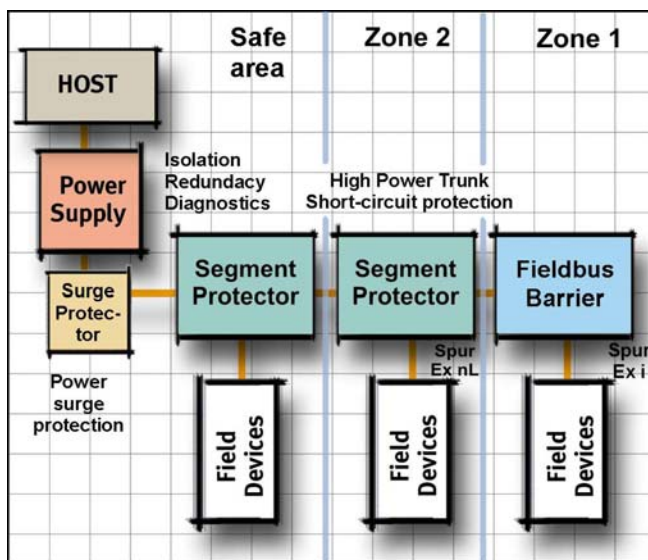 Safe
area
Zone 2
Zone 1
HOST
Power
Supply
Isolation
Redundacy
Diagnostics
High Power Trunk
Short-circuit protection
Surge
Protec-
tor
Segment
Protector
Segment
Protector
Fieldbus
Barrier
Power
surge
protection
Spur
Ex nL
Spur
Ex i
Field
Devices
Field
Devices
Field
Devices